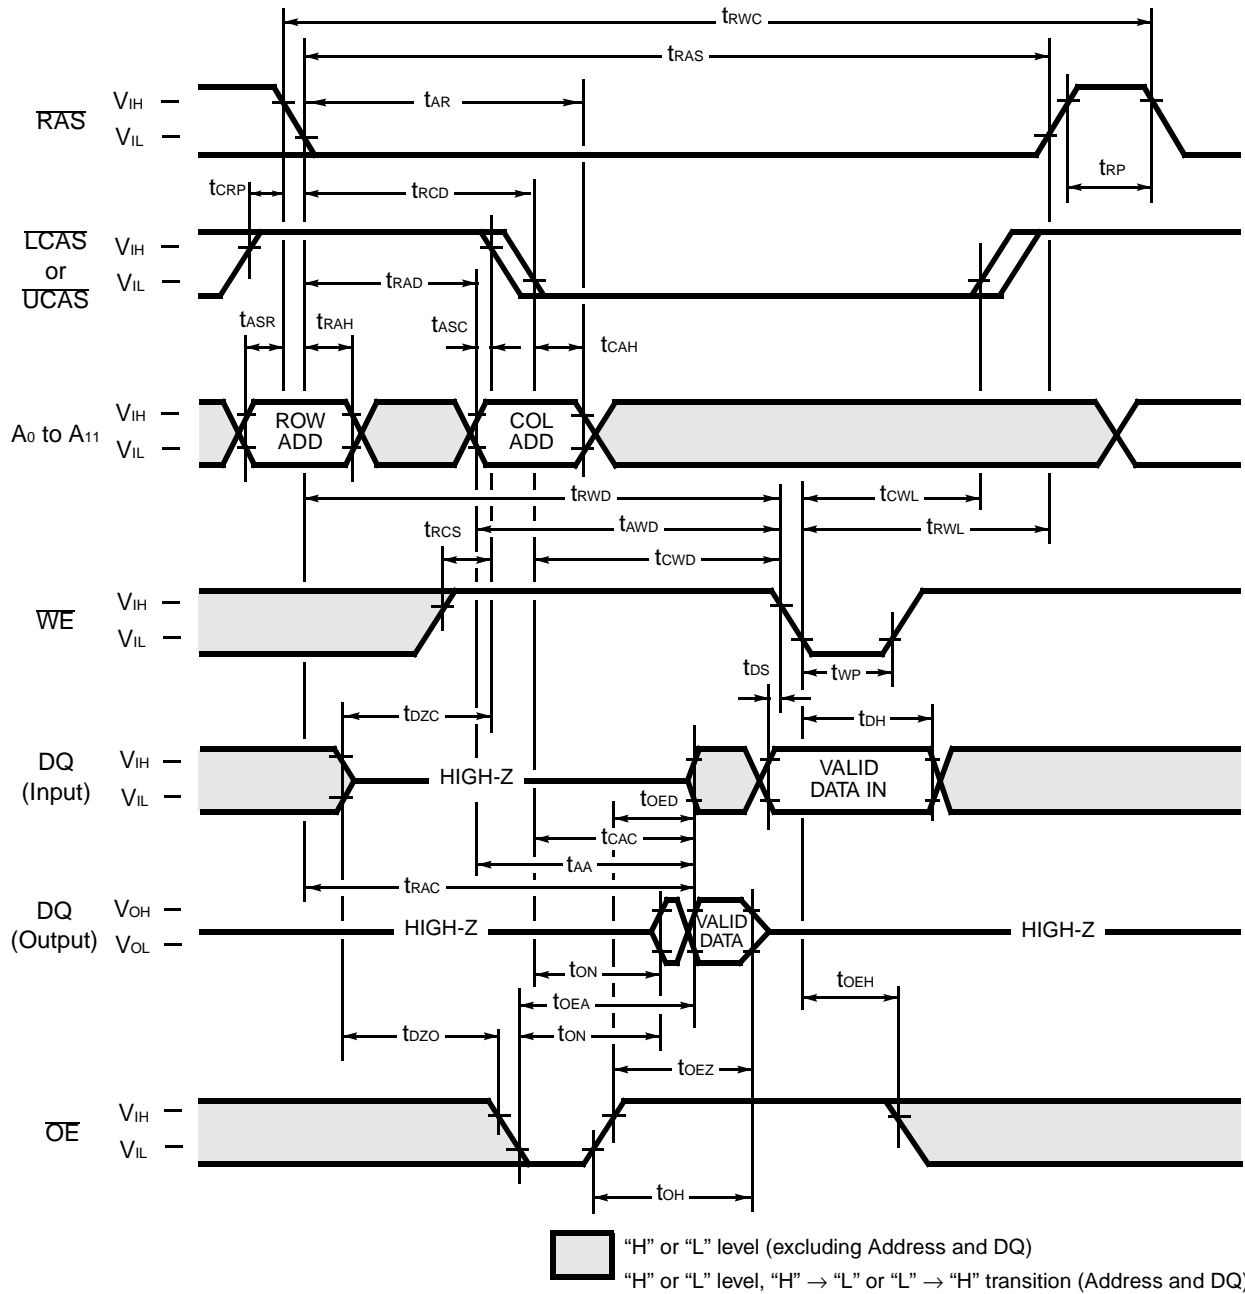 tRWC
tRAS
tAR
RAS
VIH
VIL
tCRP
tRCD
tRP
LCAS
or
UCAS
VIH
VIL
tRAD
tASR
tRAH
tASC
tCAH
A0 to A11
VIH
VIL
ROW
ADD
COL
ADD
tRWD
tCWL
tRCS
tAWD
tRWL
tCWD
WE
VIH
VIL
tDS
tWP
tDZC
tDH
DQ
(Input)
VIH
VIL
HIGH-Z
VALID
DATA IN
tOED
tCAC
tAA
tRAC
DQ
(Output)
VOH
VOL
HIGH-Z
VALID
DATA
HIGH-Z
tON
tOEA
tOEH
tDZO
tON
tOEZ
OE
VIH
VIL
tOH
“H” or “L” level (excluding Address and DQ)
“H” or “L” level, “H” → “L” or “L” → “H” transition (Address and DQ)